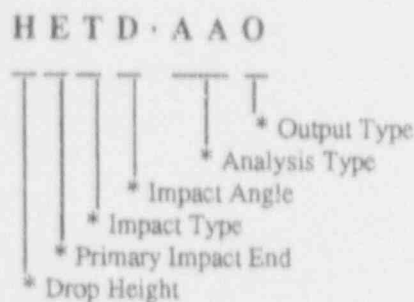 H E T D · A A O
* Output Type
* Analysis Type
* Impact Angle
* Impact Type
* Primary Impact End
* Drop Height